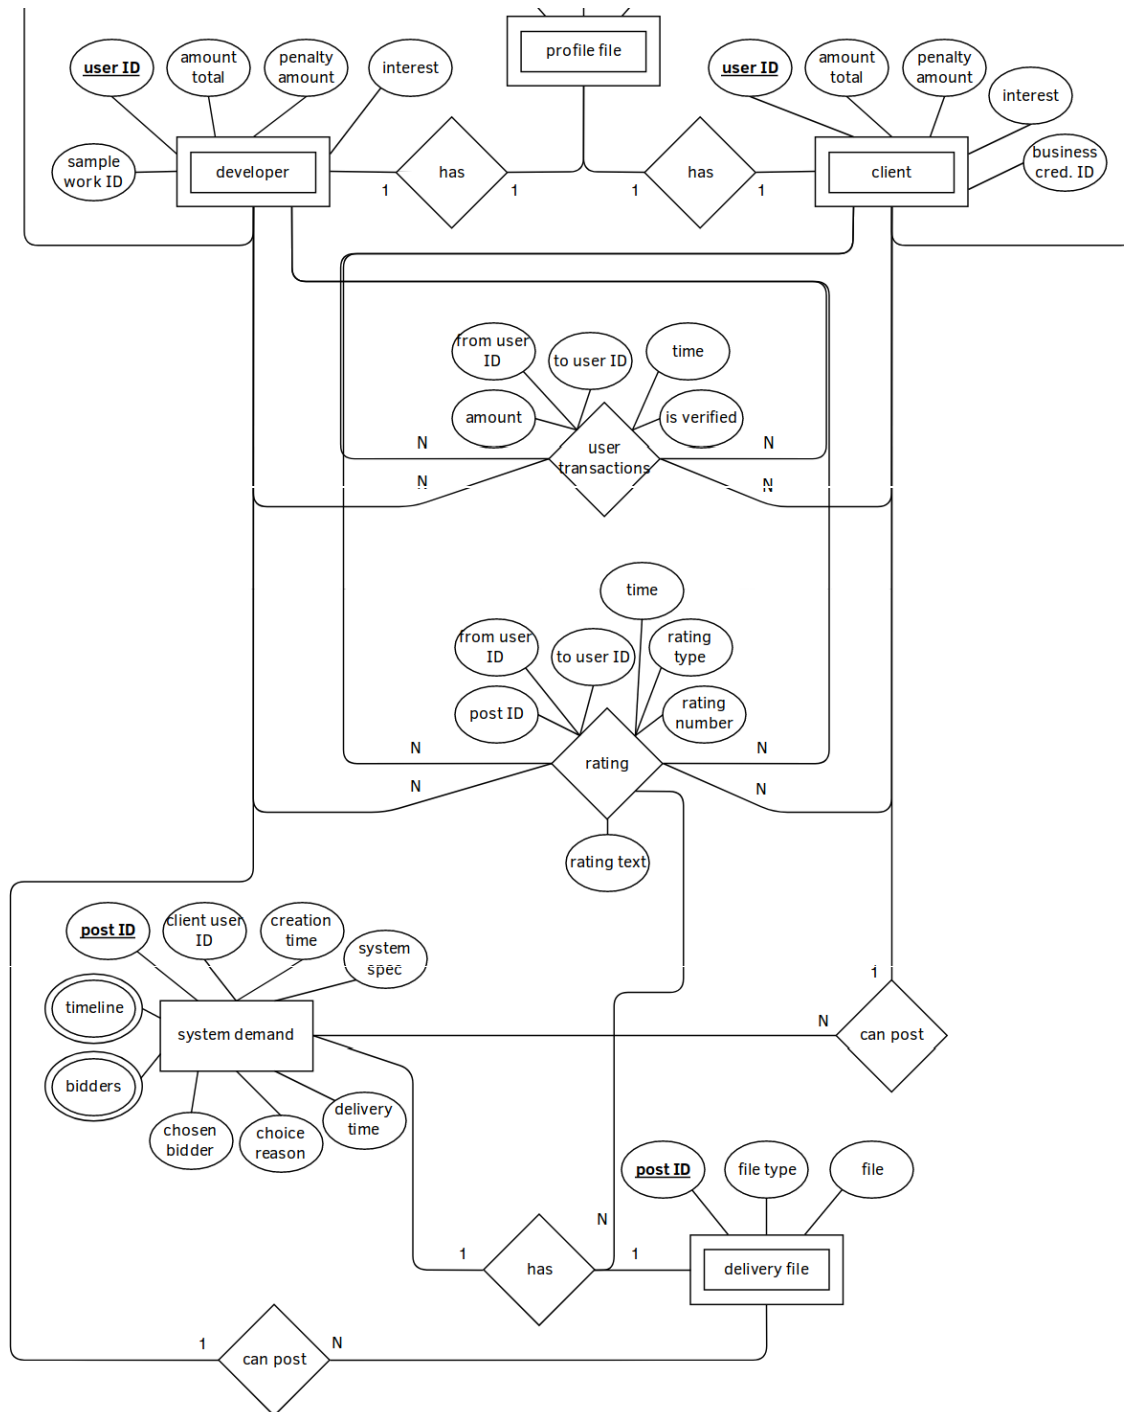 profile file
user ID
amount
total
penalty
amount
interest
user ID
amount
total
penalty
amount
interest
sample
work ID
developer
has
has
client
business
cred. ID
1
1
1
1
from user
ID
to user ID
time
amount
is verified
N
N
user
transactions
N
N
time
from user
ID
to user ID
rating
type
post ID
rating
number
N
N
rating
N
N
rating text
post ID
client user
ID
creation
time
system
spec
1
timeline
system demand
N
can post
bidders
chosen
bidder
choice
reason
delivery
time
post ID
file type
file
N
1
1
has
delivery file
1
N
can post